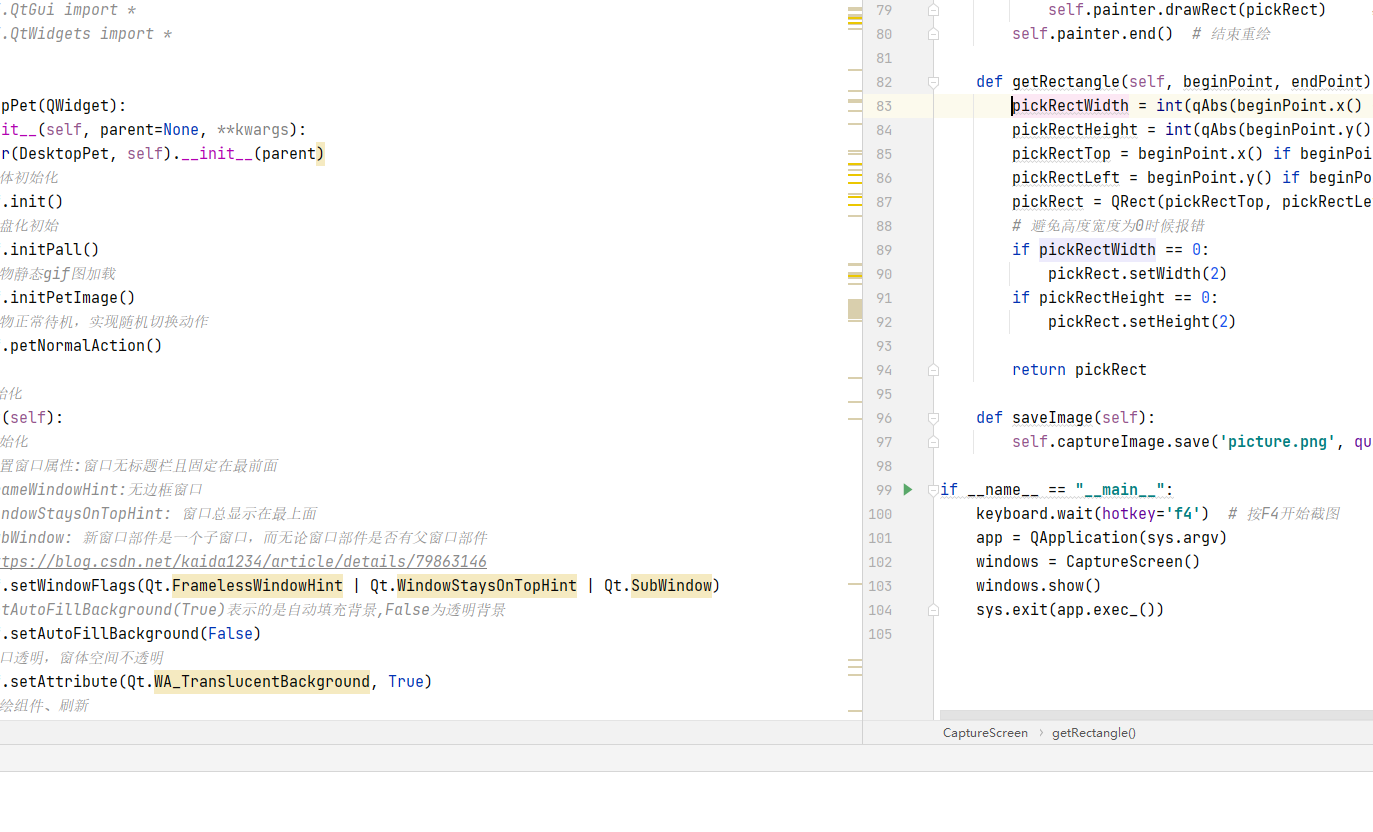 .QtGui import *
.QtWidgets import *
pPet(QWidget):
it__(self, parent=None, **kwargs):
r(DesktopPet, self).__init__(parent)
体初始化
.init()
盘化初始
.initPall()
物静态gif图加载
.initPetImage()
物正常待机，实现随机切换动作
.petNormalAction()
始化
(self):
始化
置窗口属性:窗口无标题栏且固定在最前面
ameWindowHint:无边框窗口
ndowStaysOnTopHint: 窗口总显示在最上面
bWindow: 新窗口部件是一个子窗口，而无论窗口部件是否有父窗口部件
ttps://blog.csdn.net/kaida1234/article/details/79863146
.setWindowFlags(Qt.FramelessWindowHint | Qt.WindowStaysOnTopHint | Qt.SubWindow)
tAutoFillBackground(True)表示的是自动填充背景,False为透明背景
.setAutoFillBackground(False)
口透明，窗体空间不透明
.setAttribute(Qt.WA_TranslucentBackground, True)
绘组件、刷新
79 self.painter.drawRect(pickRect)
80 self.painter.end() # 结束重绘
81
82 def getRectangle(self, beginPoint, endPoint)
83 pickRectWidth = int(qAbs(beginPoint.x()
84 pickRectHeight = int(qAbs(beginPoint.y()
85 pickRectTop = beginPoint.x() if beginPoi
86 pickRectLeft = beginPoint.y() if beginPo
87 pickRect = QRect(pickRectTop, pickRectLe
88 # 避免高度宽度为0时候报错
89 if pickRectWidth == 0:
90 pickRect.setWidth(2)
91 if pickRectHeight == 0:
92 pickRect.setHeight(2)
93
94 return pickRect
95
96 def saveImage(self):
97 self.captureImage.save('picture.png', qu
98
99 if __name__ == "__main__":
100 keyboard.wait(hotkey='f4') # 按F4开始截图
101 app = QApplication(sys.argv)
102 windows = CaptureScreen()
103 windows.show()
104 sys.exit(app.exec_())
105
CaptureScreen › getRectangle()